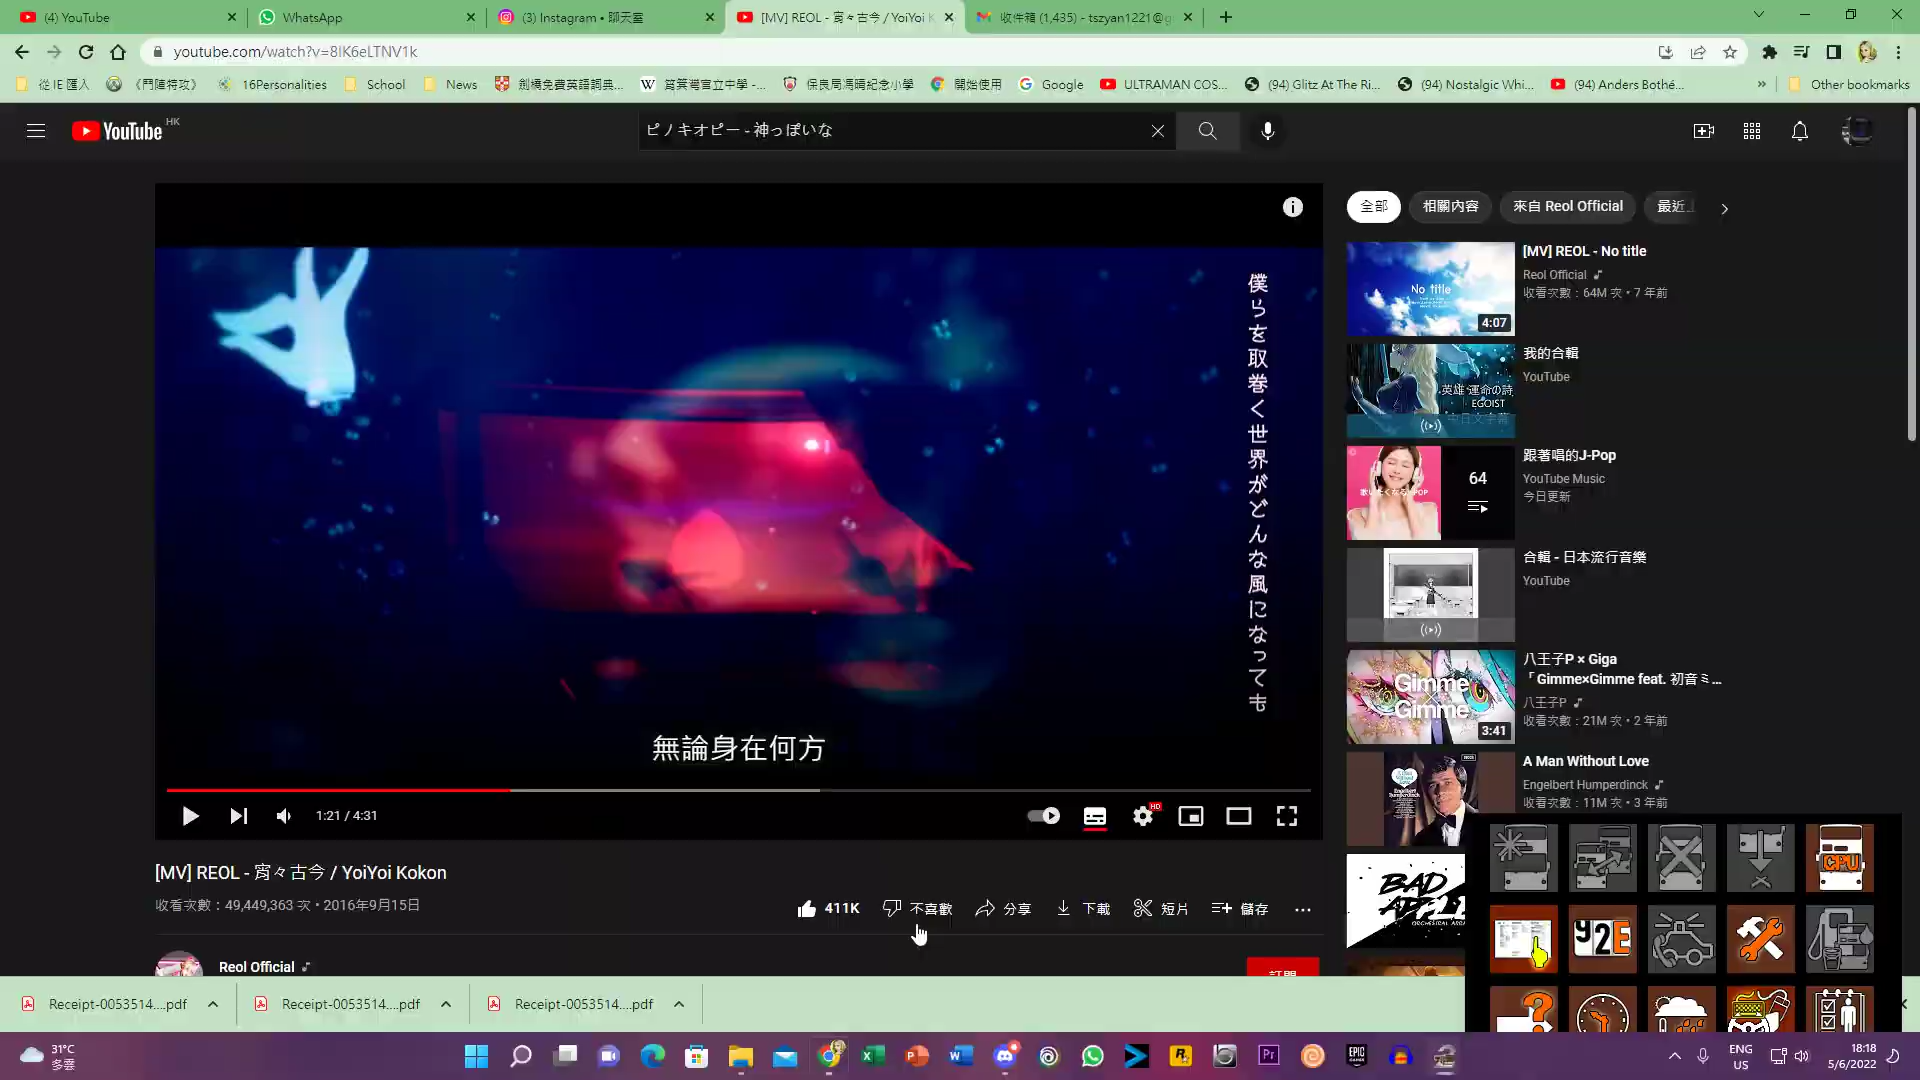 (4) YouTube
WhatsApp
(3) Instagram • 聊天室
[MV] REOL - 宵々古今 / YoiYoi K
收件箱 (1,435) - tszyan1221@g
youtube.com/watch?v=8IK6eLTNV1k
從 IE 匯入
《鬥陣特攻》
16Personalities
School
News
劍橋免費英語詞典...
筲箕灣官立中學 -...
保良局馮晴紀念小學
開始使用
Google
ULTRAMAN COS...
(94) Glitz At The Ri...
(94) Nostalgic Whi...
(94) Anders Bothé...
Other bookmarks
YouTube HK
ピノキオピー - 神っぽいな
僕らを取巻く世界がどんな風になっても
無論身在何方
1:21 / 4:31
HD
[MV] REOL - 宵々古今 / YoiYoi Kokon
收看次數：49,449,363 次 • 2016年9月15日
411K
不喜歡
分享
下載
短片
儲存
Reol Official
訂閱
全部
相關內容
來自 Reol Official
最近
No title
4:07
[MV] REOL - No title
Reol Official
收看次數：64M 次 • 7 年前
英雄 運命の詩
EGOIST
我的合輯
YouTube
64
跟著唱的J-Pop
YouTube Music
今日更新
合輯 - 日本流行音樂
YouTube
Gimme
×
Gimme
3:41
八王子P × Giga
「Gimme×Gimme feat. 初音ミ...
八王子P
收看次數：21M 次 • 2 年前
A Man Without Love
Engelbert Humperdinck
收看次數：11M 次 • 3 年前
BAD
CPU
92E
Receipt-0053514....pdf
Receipt-0053514....pdf
Receipt-0053514....pdf
31°C
多雲
ENG
US
18:18
5/6/2022